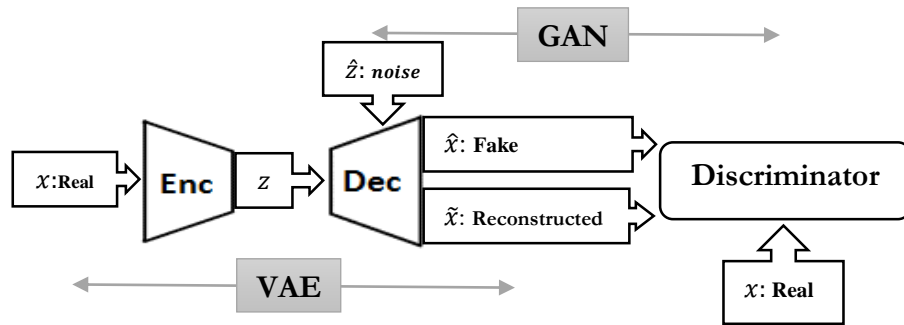 GAN
ẑ: noise
x̂: Fake
x:Real
Enc
z
Dec
Discriminator
x̃: Reconstructed
VAE
x: Real